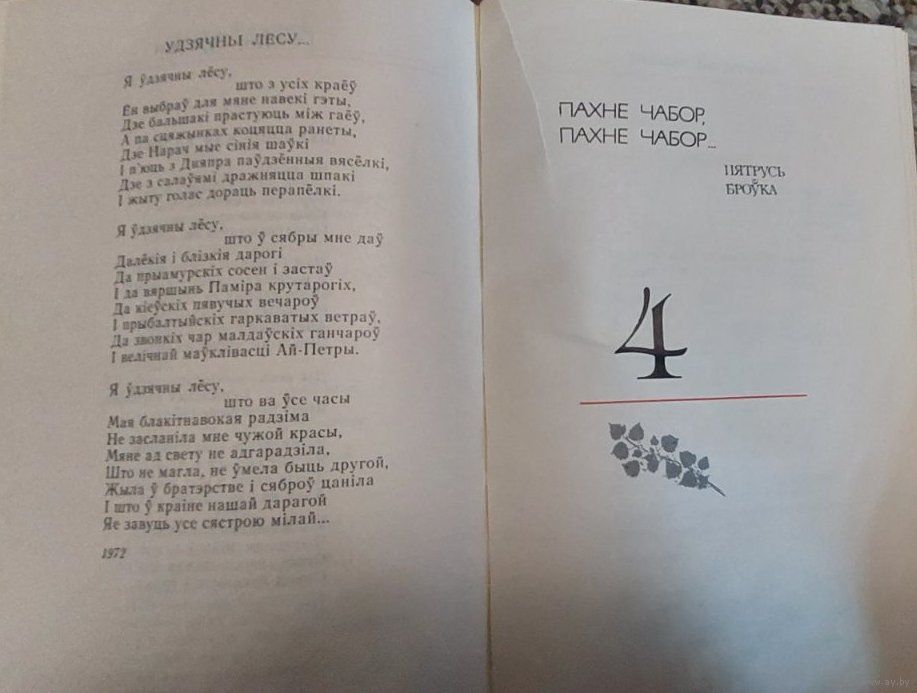 УДЗЯЧНЫ ЛЁСУ...
Я ўдзячны лёсу,
што з усіх краёў
Ён выбраў для мяне навекі гэты,
Дзе бальшакі прастуюць між гаёў,
А па сцяжынках коцяцца ранеты,
Дзе Нарач мые сінія шаўкі
І п'юць з Дняпра паўдзённыя вясёлкі,
Дзе з салаўямі дражняцца шпакі
І жыту голас дораць перапёлкі.
Я ўдзячны лёсу,
што ў сябры мне даў
Далёкія і блізкія дарогі
Да прыамурскіх сосен і застаў
І да вяршынь Паміра крутарогіх,
Да кіеўскіх пявучых вечароў
І прыбалтыйскіх гаркаватых ветраў,
Да звонкіх чар малдаўскіх ганчароў
І велічнай маўклівасці Ай-Петры.
Я ўдзячны лёсу,
што ва ўсе часы
Мая блакітнавокая радзіма
Не засланіла мне чужой красы,
Мяне ад свету не адгарадзіла,
Што не магла, не ўмела быць другой,
Жыла ў братэрстве і сяброў цаніла
І што ў краіне нашай дарагой
Яе завуць усе сястрою мілай...
1972
ПАХНЕ ЧАБОР,
ПАХНЕ ЧАБОР...
ПЯТРУСЬ
БРОЎКА
4
www.ay.by